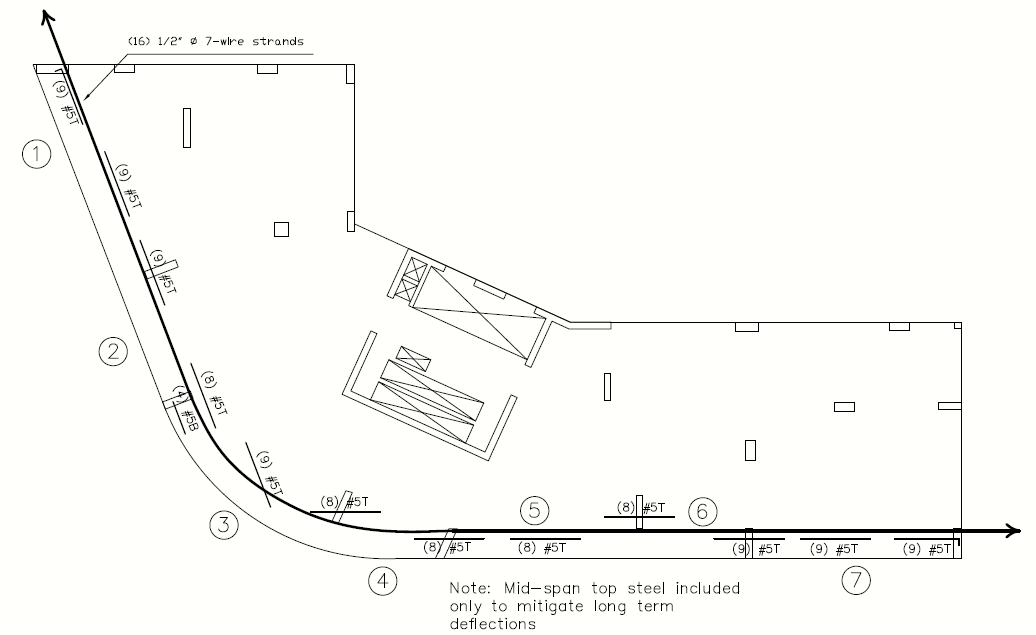 (16) 1/2" Ø 7-wire strands
(9) #5T
1
(9) #5T
(9) #5T
2
(8) #5T
(4) #5B
(9) #5T
3
(8) #5T
4
(8) #5T
5
(8) #5T
(8) #5T
6
(9) #5T
(9) #5T
(9) #5T
7
Note: Mid-span top steel included
only to mitigate long term
deflections